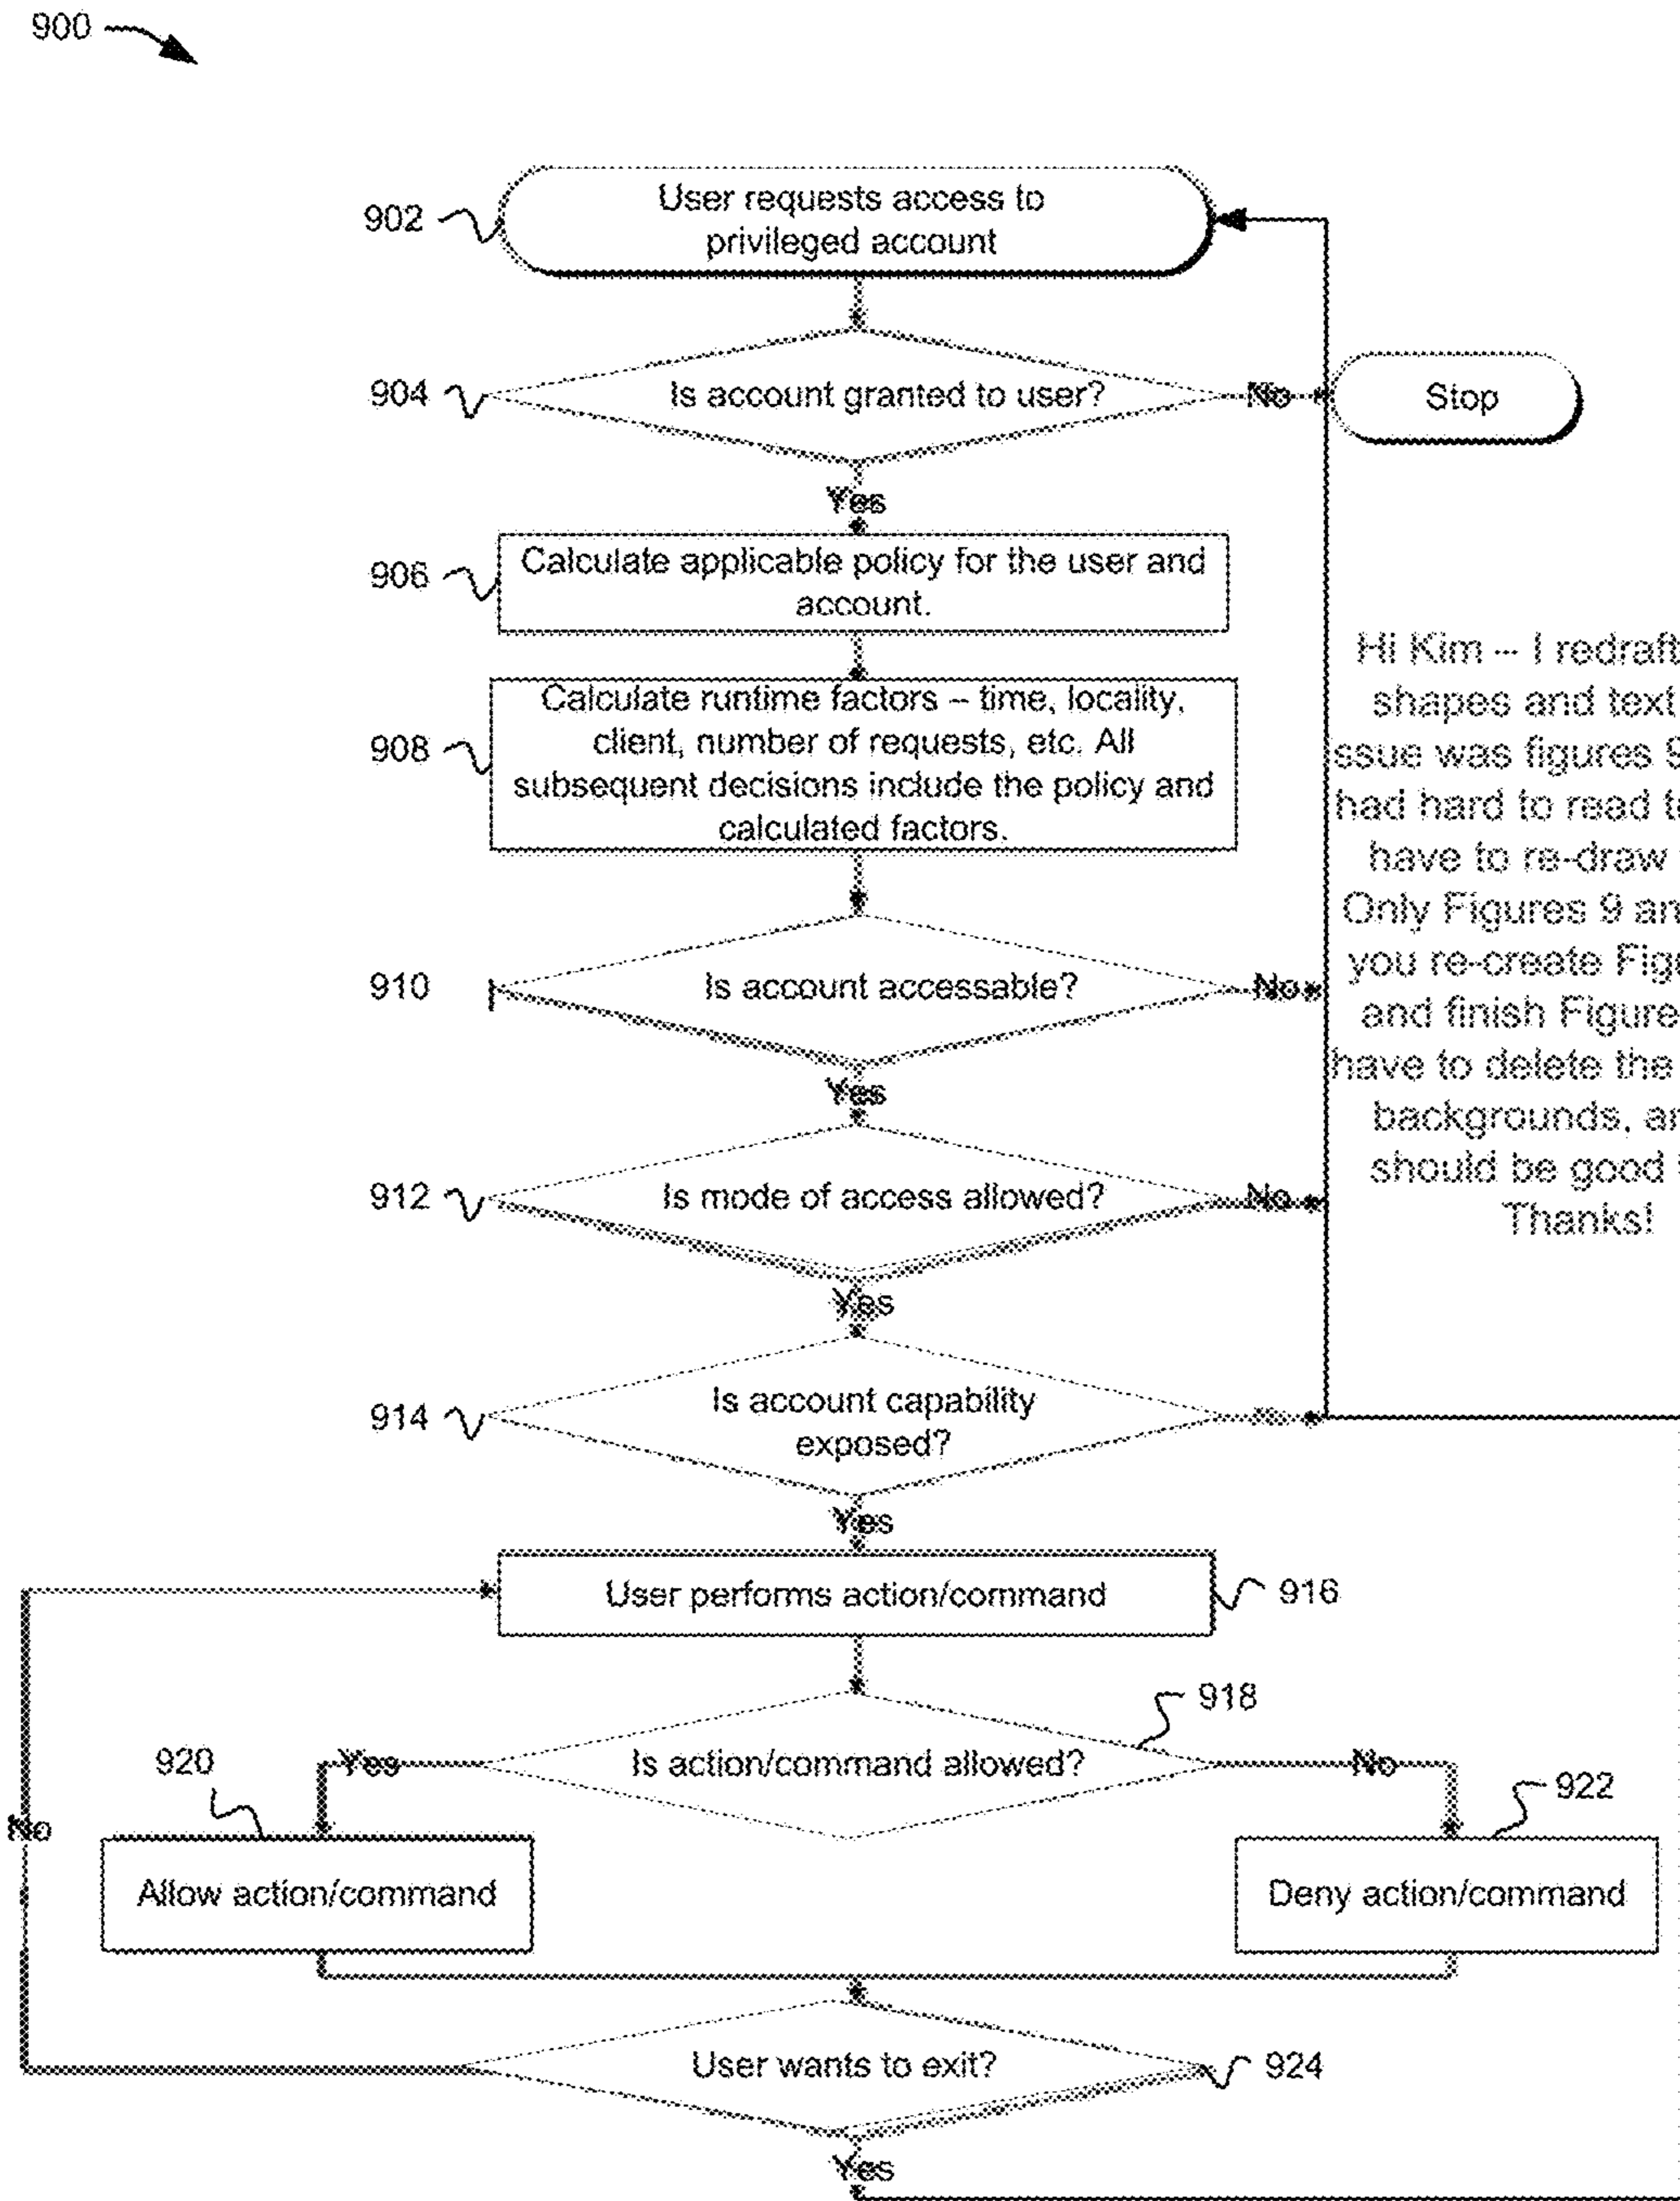 900
902
User requests access to
privileged account
904
Is account granted to user?
No
Stop
Yes
906
Calculate applicable policy for the user and
account.
908
Calculate runtime factors – time, locality,
client, number of requests, etc. All
subsequent decisions include the policy and
calculated factors.
Hi Kim – I
shapes and text
issue was figures
had hard to read
have to re-draw
Only Figures 9
you re-create
and finish
have to delete the
backgrounds,
should be good
Thanks!
910
Is account accessable?
No
Yes
912
Is mode of access allowed?
No
Yes
914
Is account capability
exposed?
Yes
User performs action/command
916
918
920
Yes
Is action/command allowed?
No
922
No
Allow action/command
Deny action/command
User wants to exit?
924
Yes